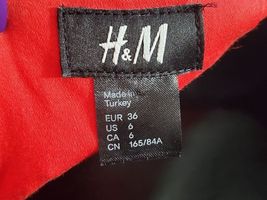 H&M
Made in
Turkey
EUR 36
US 6
CA 6
CN 165/84A